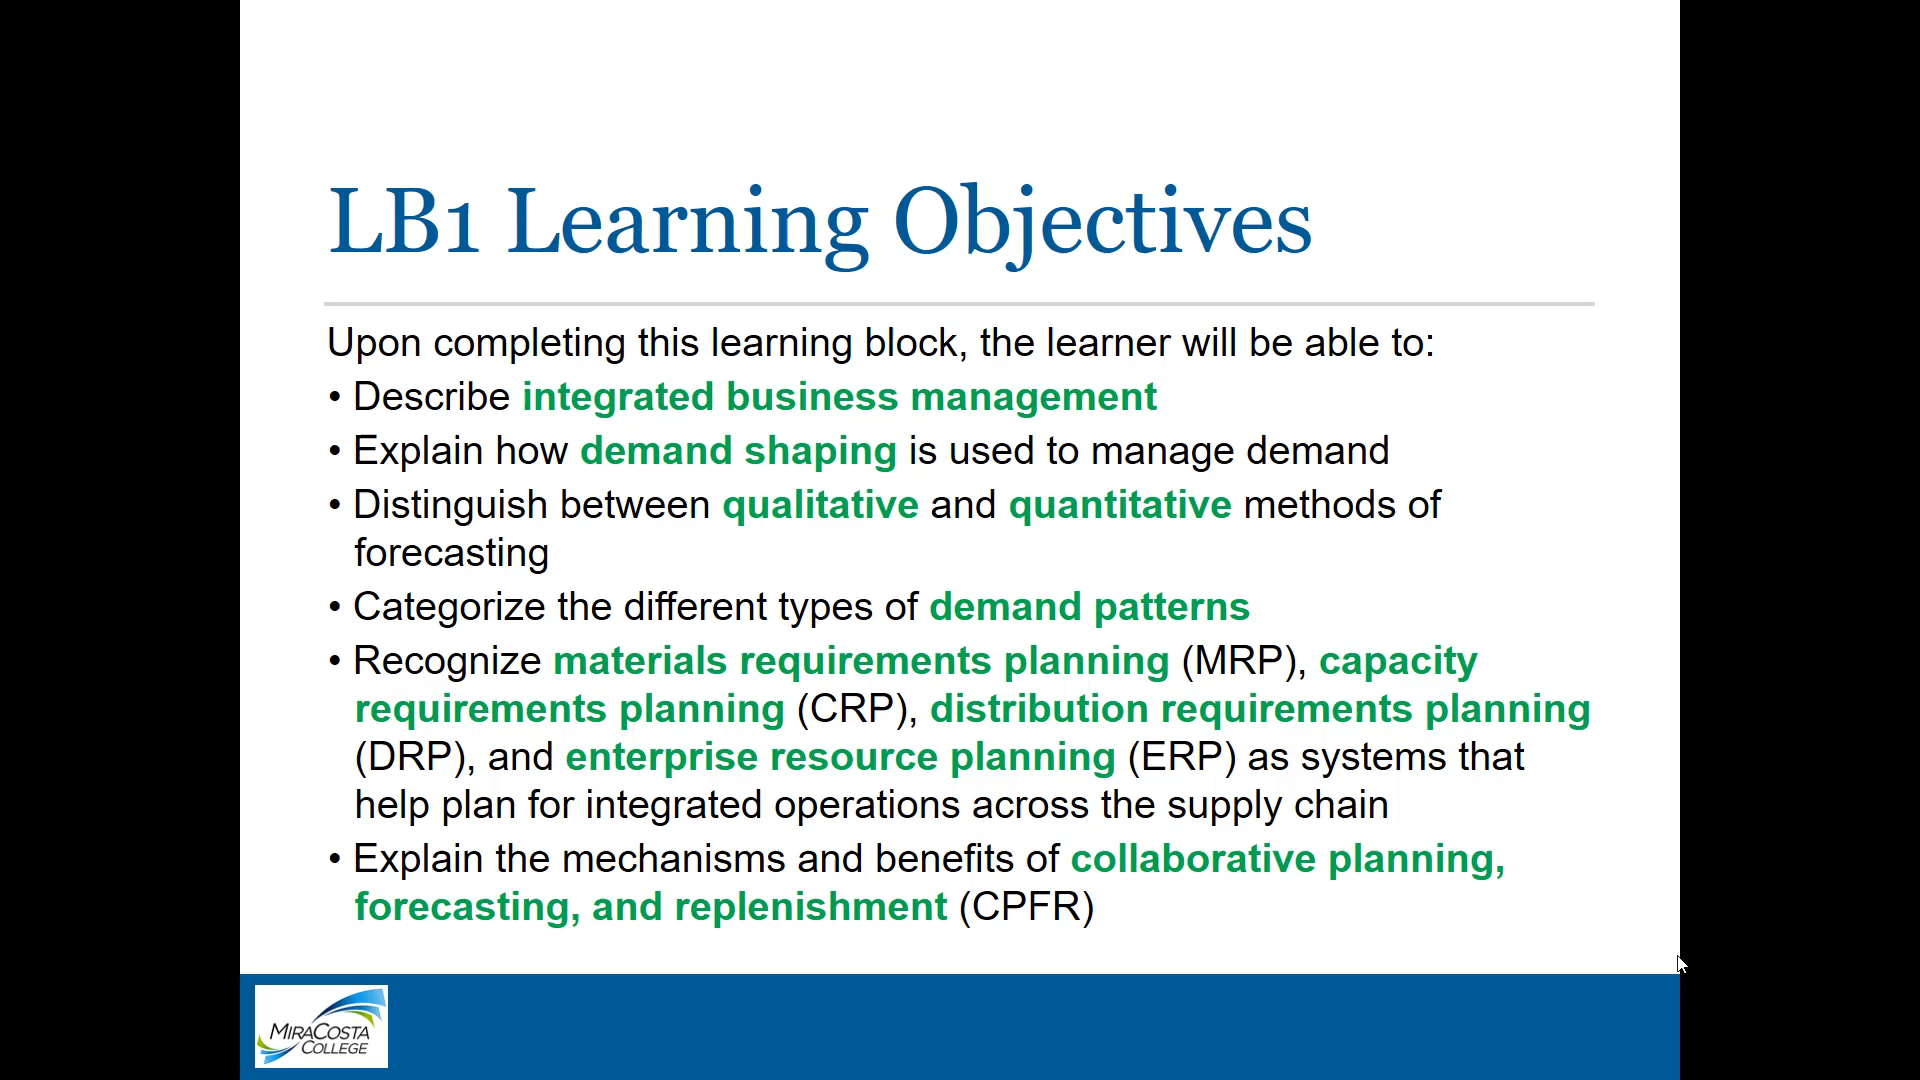 LB1 Learning Objectives
Upon completing this learning block, the learner will be able to:
• Describe integrated business management
• Explain how demand shaping is used to manage demand
• Distinguish between qualitative and quantitative methods of
forecasting
• Categorize the different types of demand patterns
• Recognize materials requirements planning (MRP), capacity
requirements planning (CRP), distribution requirements planning
(DRP), and enterprise resource planning (ERP) as systems that
help plan for integrated operations across the supply chain
• Explain the mechanisms and benefits of collaborative planning,
forecasting, and replenishment (CPFR)
MIRACOSTA
COLLEGE